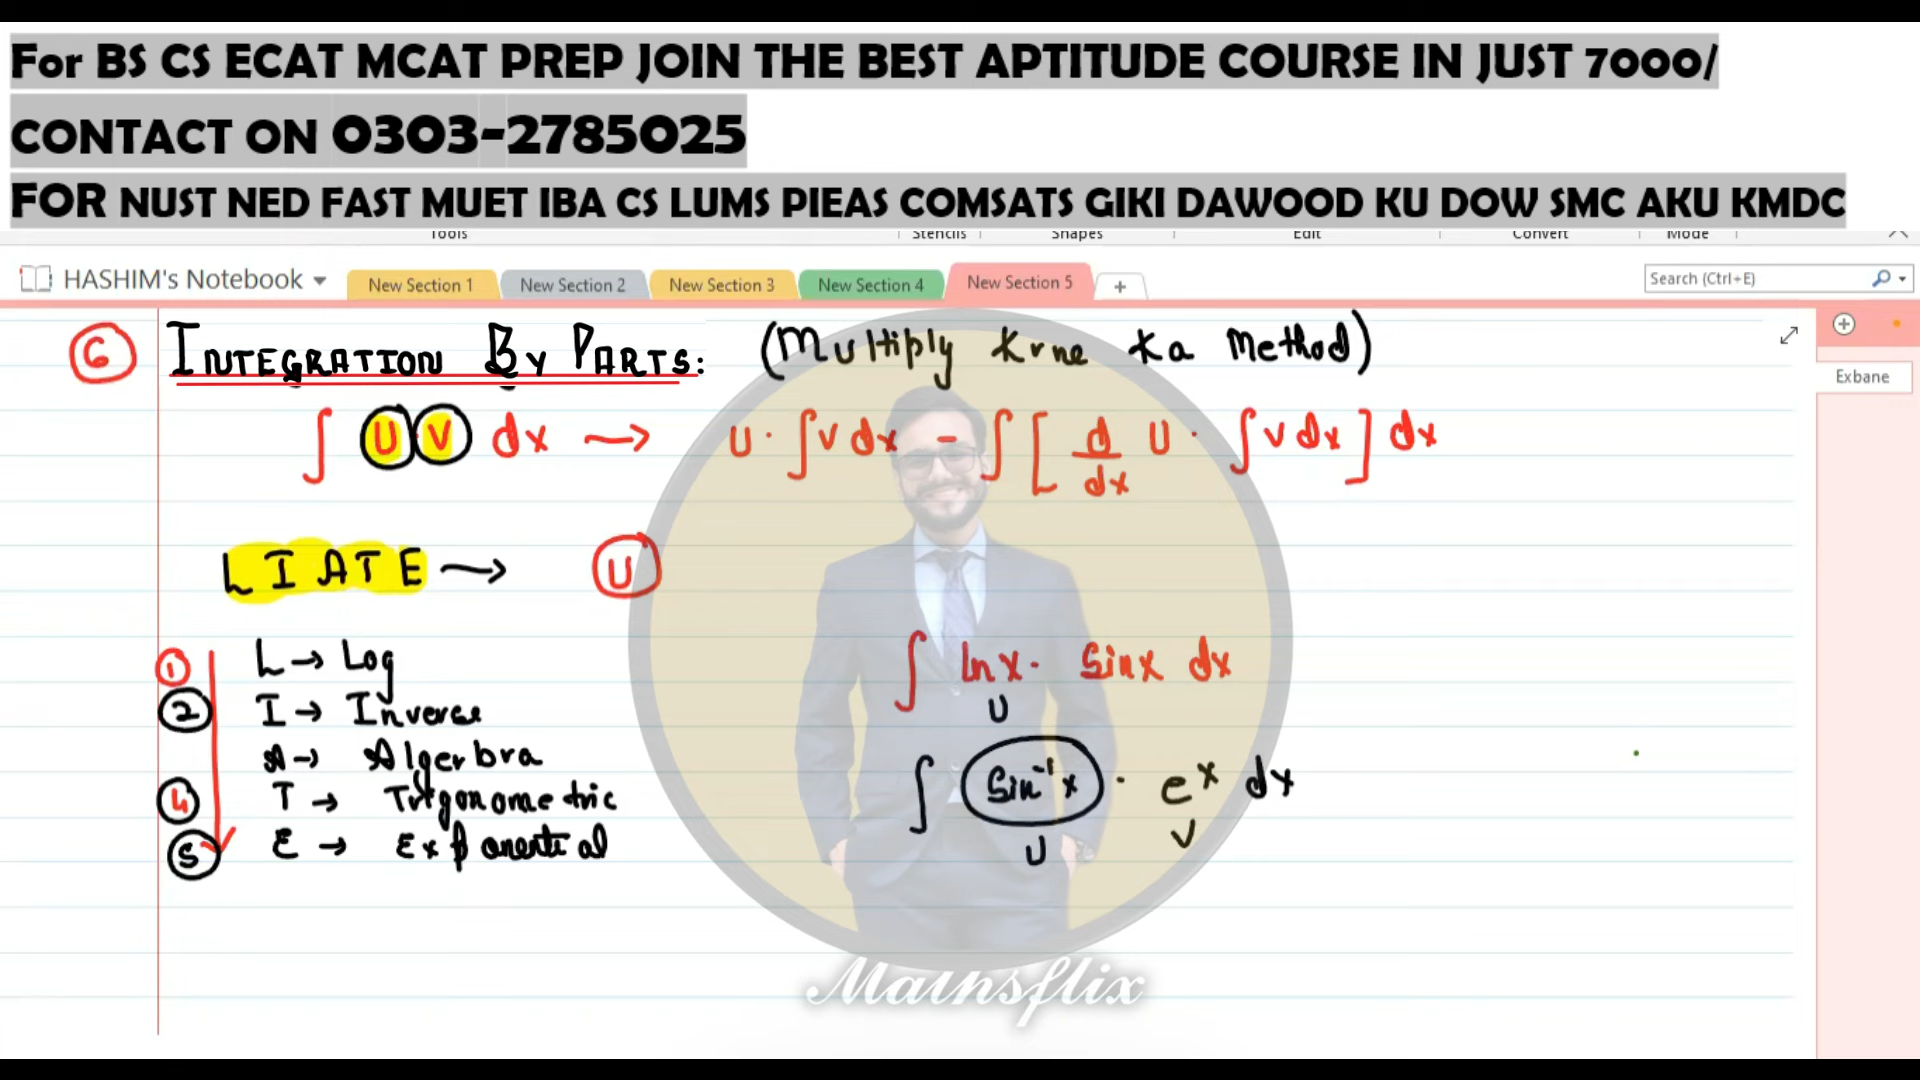 For BS CS ECAT MCAT PREP JOIN THE BEST APTITUDE COURSE IN JUST 7000/
CONTACT ON 0303-2785025
FOR NUST NED FAST MUET IBA CS LUMS PIEAS COMSATS GIKI DAWOOD KU DOW SMC AKU KMDC
Tools Stencils Shapes Edit Convert Mode
HASHIM's Notebook New Section 1 New Section 2 New Section 3 New Section 4 New Section 5 + Search (Ctrl+E)
6 INTEGRATION By PARTS: (Multiply Krne Ka Method)
Exbane
∫ U V dx → U · ∫ V dx - ∫ [ d/dx U · ∫ V dx ] dx
LIATE → U
1 L → Log
2 I → Inverse
A → Algerbra
4 T → Trigonometric
5 E → Exponential
∫ ln x · Sin x dx
U
∫ Sin⁻¹ x · e^x dx
U V
Mainsflix